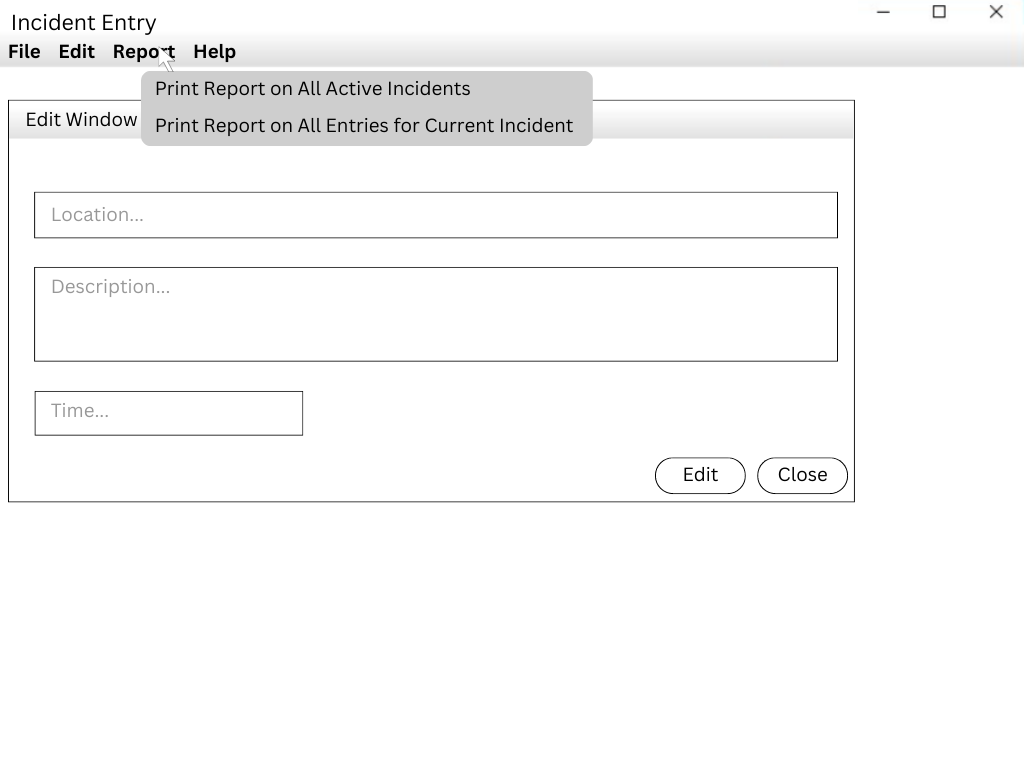 Incident Entry
File Edit Report Help
Print Report on All Active Incidents
Edit Window
Print Report on All Entries for Current Incident
Location...
Description...
Time...
Edit Close